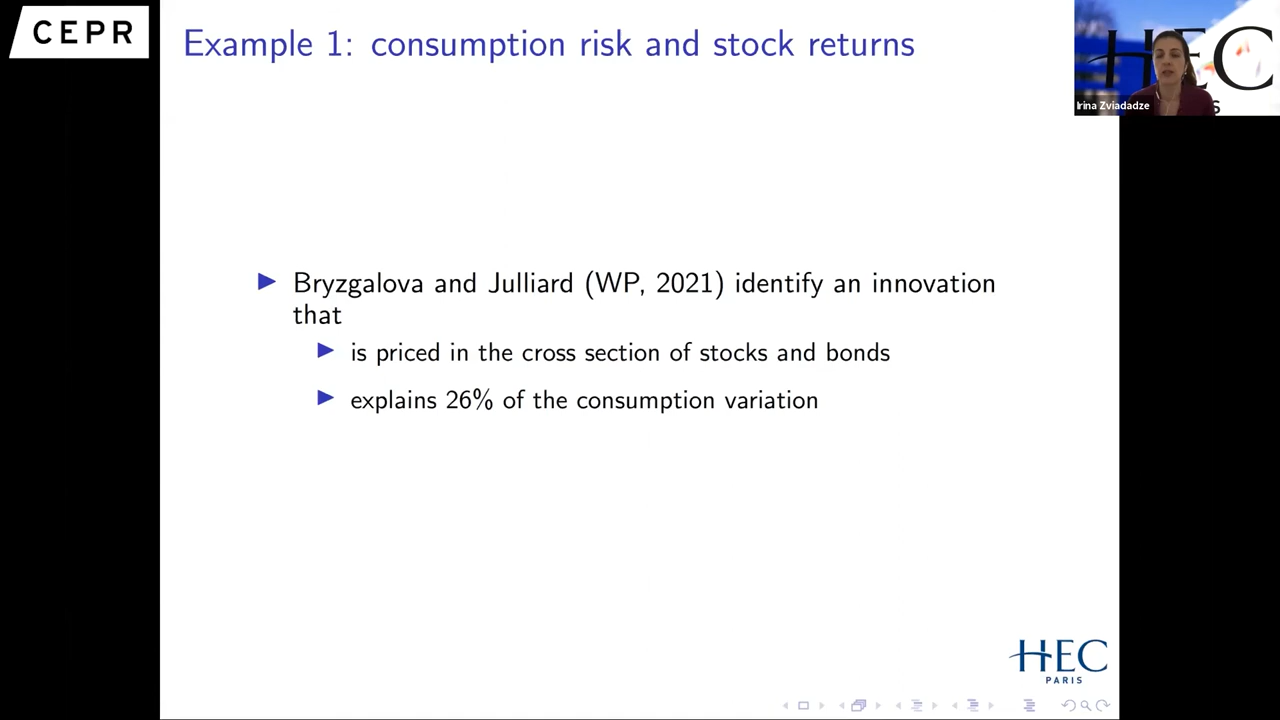 CEPR
Example 1: consumption risk and stock returns
HEC
S
Irina Zviadadze
▶ Bryzgalova and Julliard (WP, 2021) identify an innovation
that
▶ is priced in the cross section of stocks and bonds
▶ explains 26% of the consumption variation
HEC
PARIS